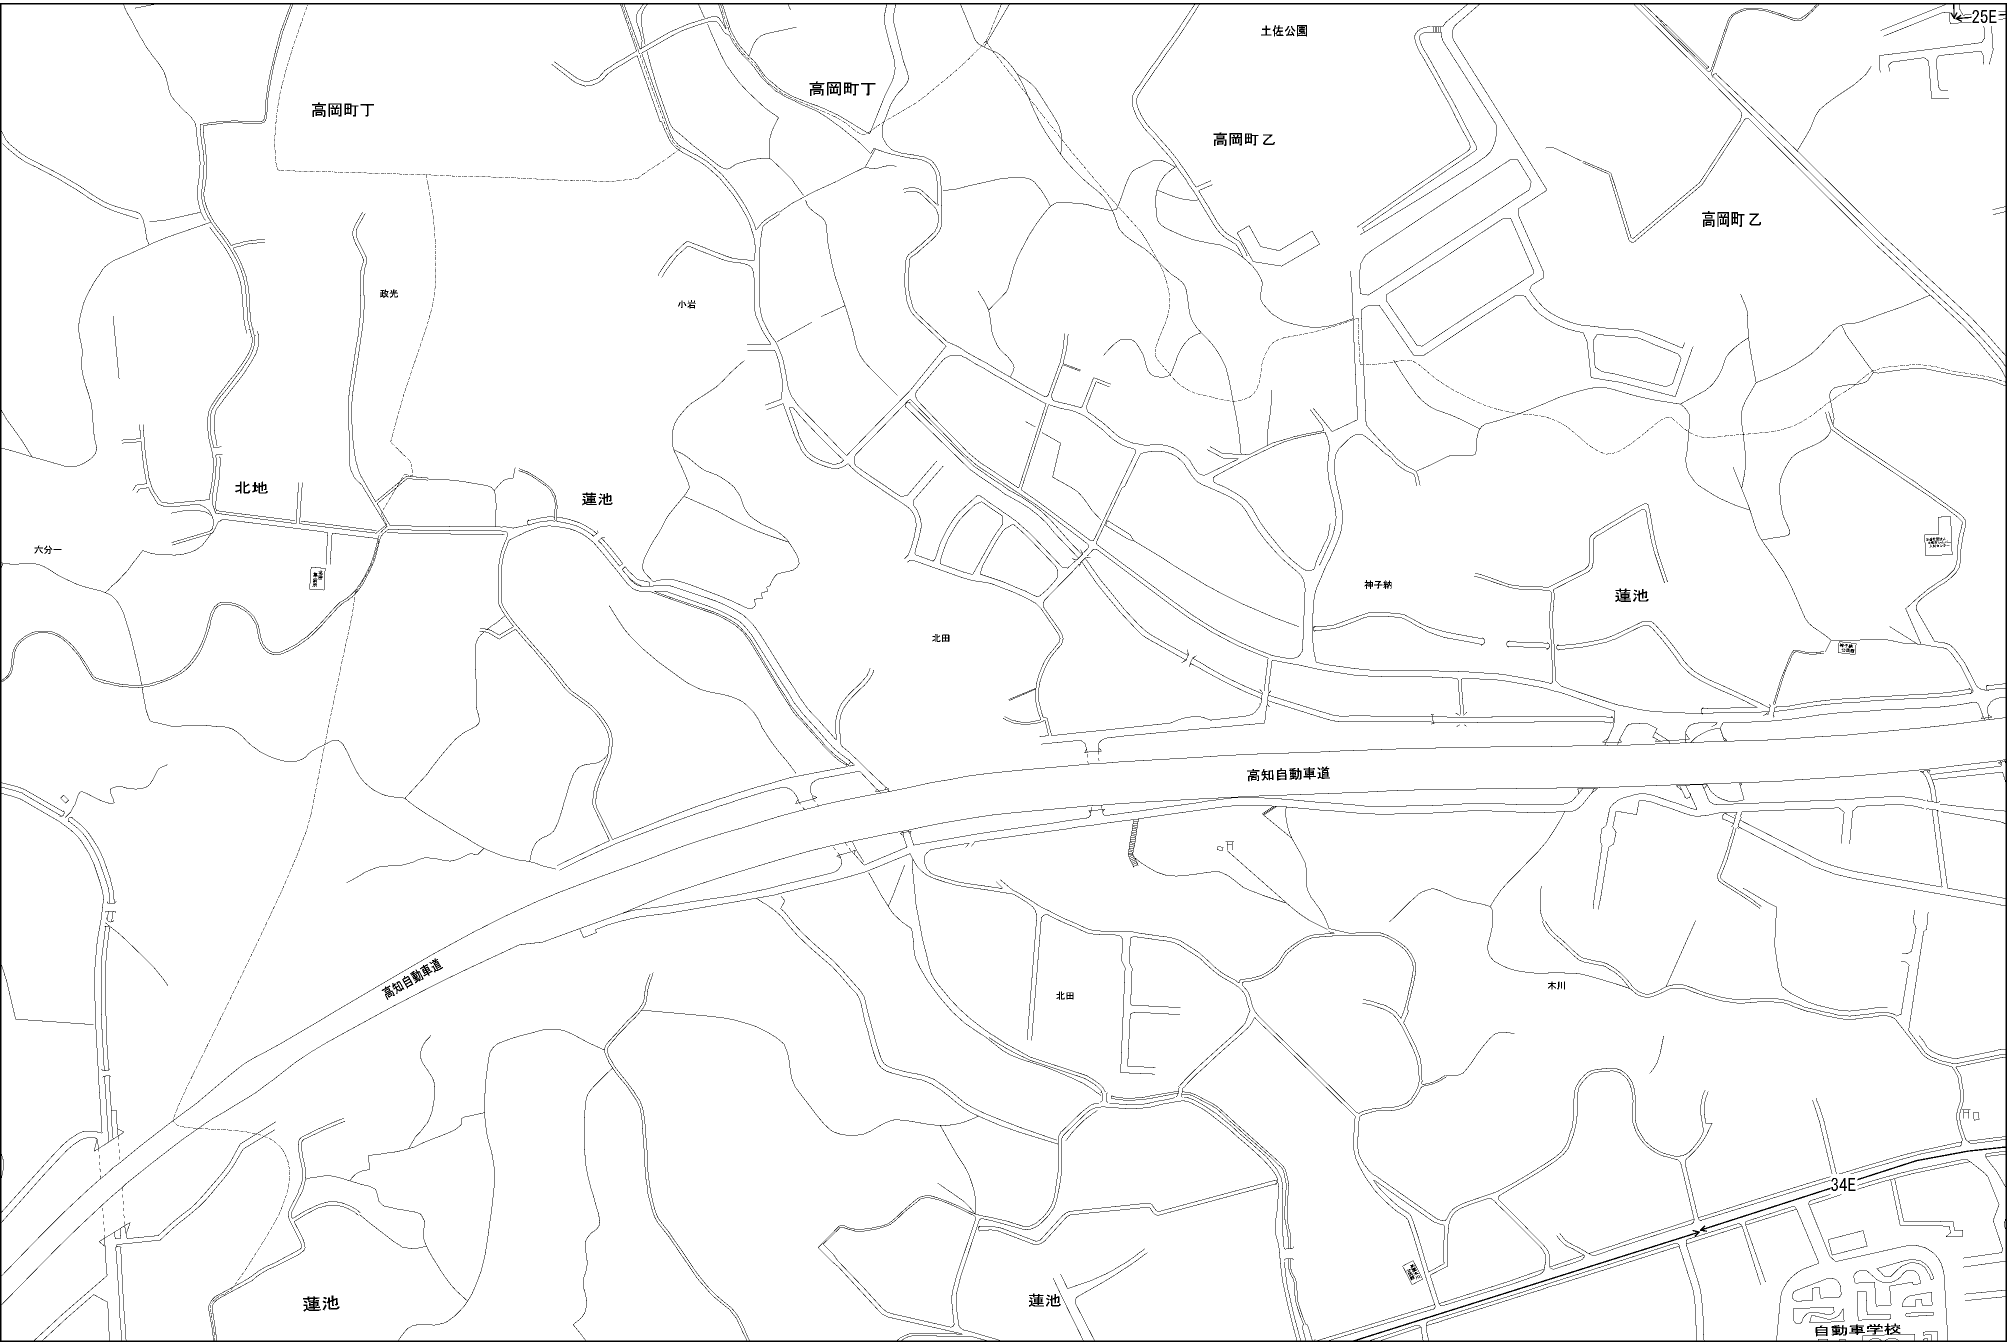 25E
土佐公園
高岡町丁
高岡町丁
高岡町乙
高岡町乙
政光
小岩
北地
蓮池
六分一
神子納
蓮池
北田
高知自動車道
高知自動車道
北田
木川
34E
蓮池
蓮池
自動車学校